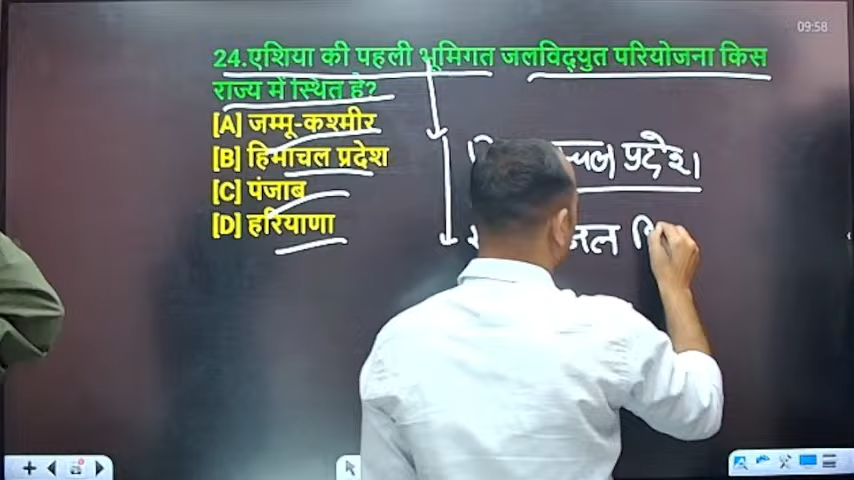 09:58
24.एशिया की पहली भूमिगत जलविद्युत परियोजना किस
राज्य में स्थित है?
[A] जम्मू-कश्मीर
[B] हिमाचल प्रदेश
[C] पंजाब
[D] हरियाणा
प्रदेश।
जल